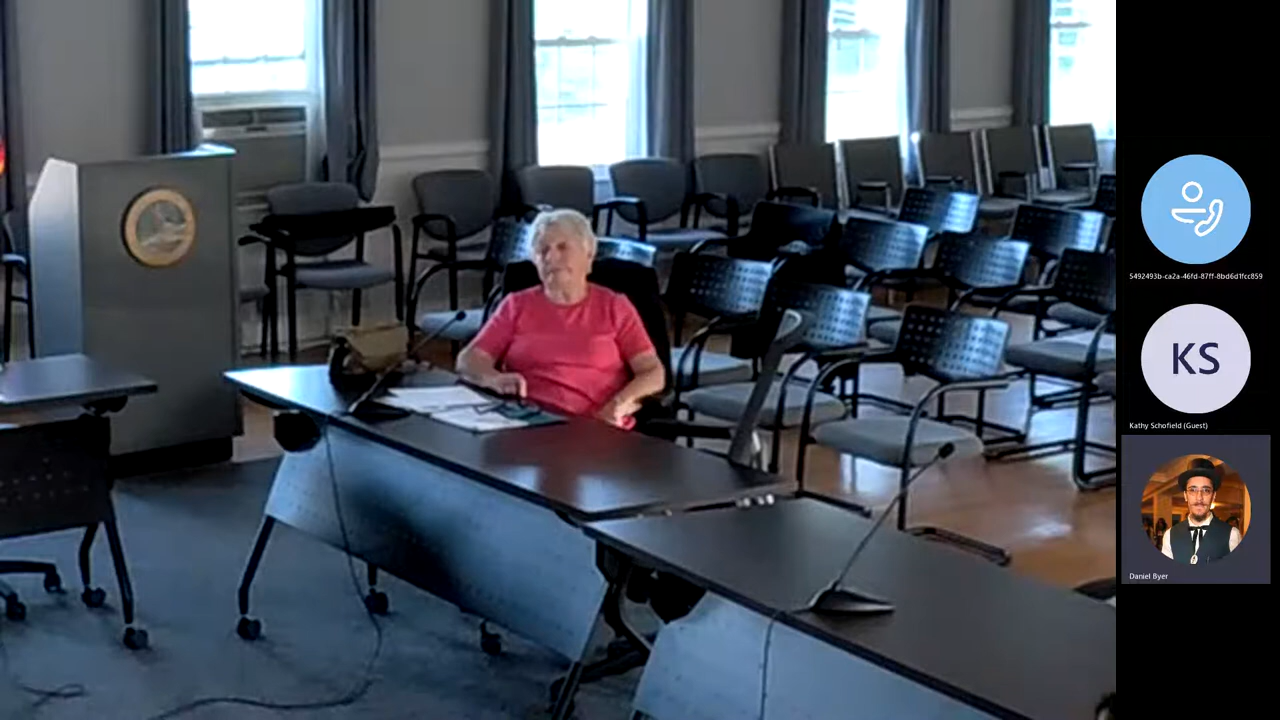 5492493b-ca2a-46fd-87ff-8bd6d1fcc859
KS
Kathy Schofield (Guest)
Daniel Byer